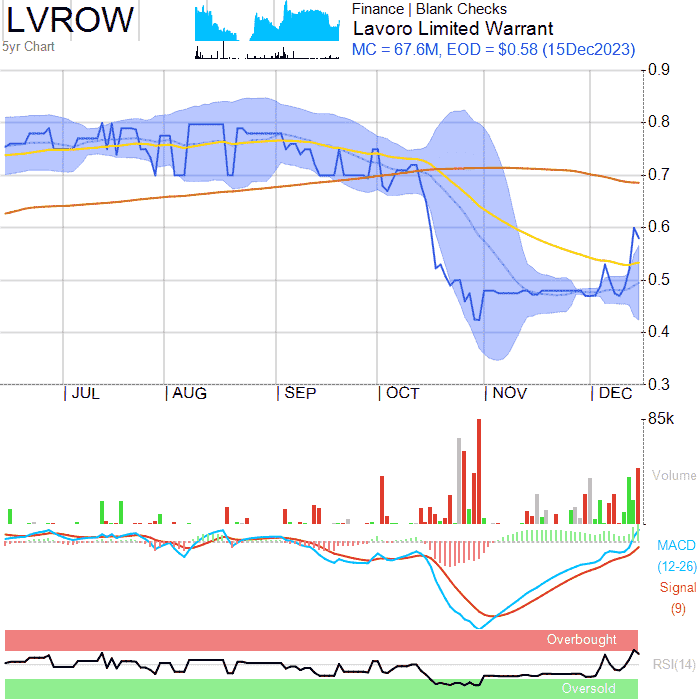 LVROW
5yr Chart
Finance | Blank Checks
Lavoro Limited Warrant
MC = 67.6M, EOD = $0.58 (15Dec2023)
0.9
0.8
0.7
0.6
0.5
0.4
0.3
| JUL | AUG | SEP | OCT | NOV | DEC
85k
Volume
MACD
(12-26)
Signal
(9)
Overbought
RSI(14)
Oversold